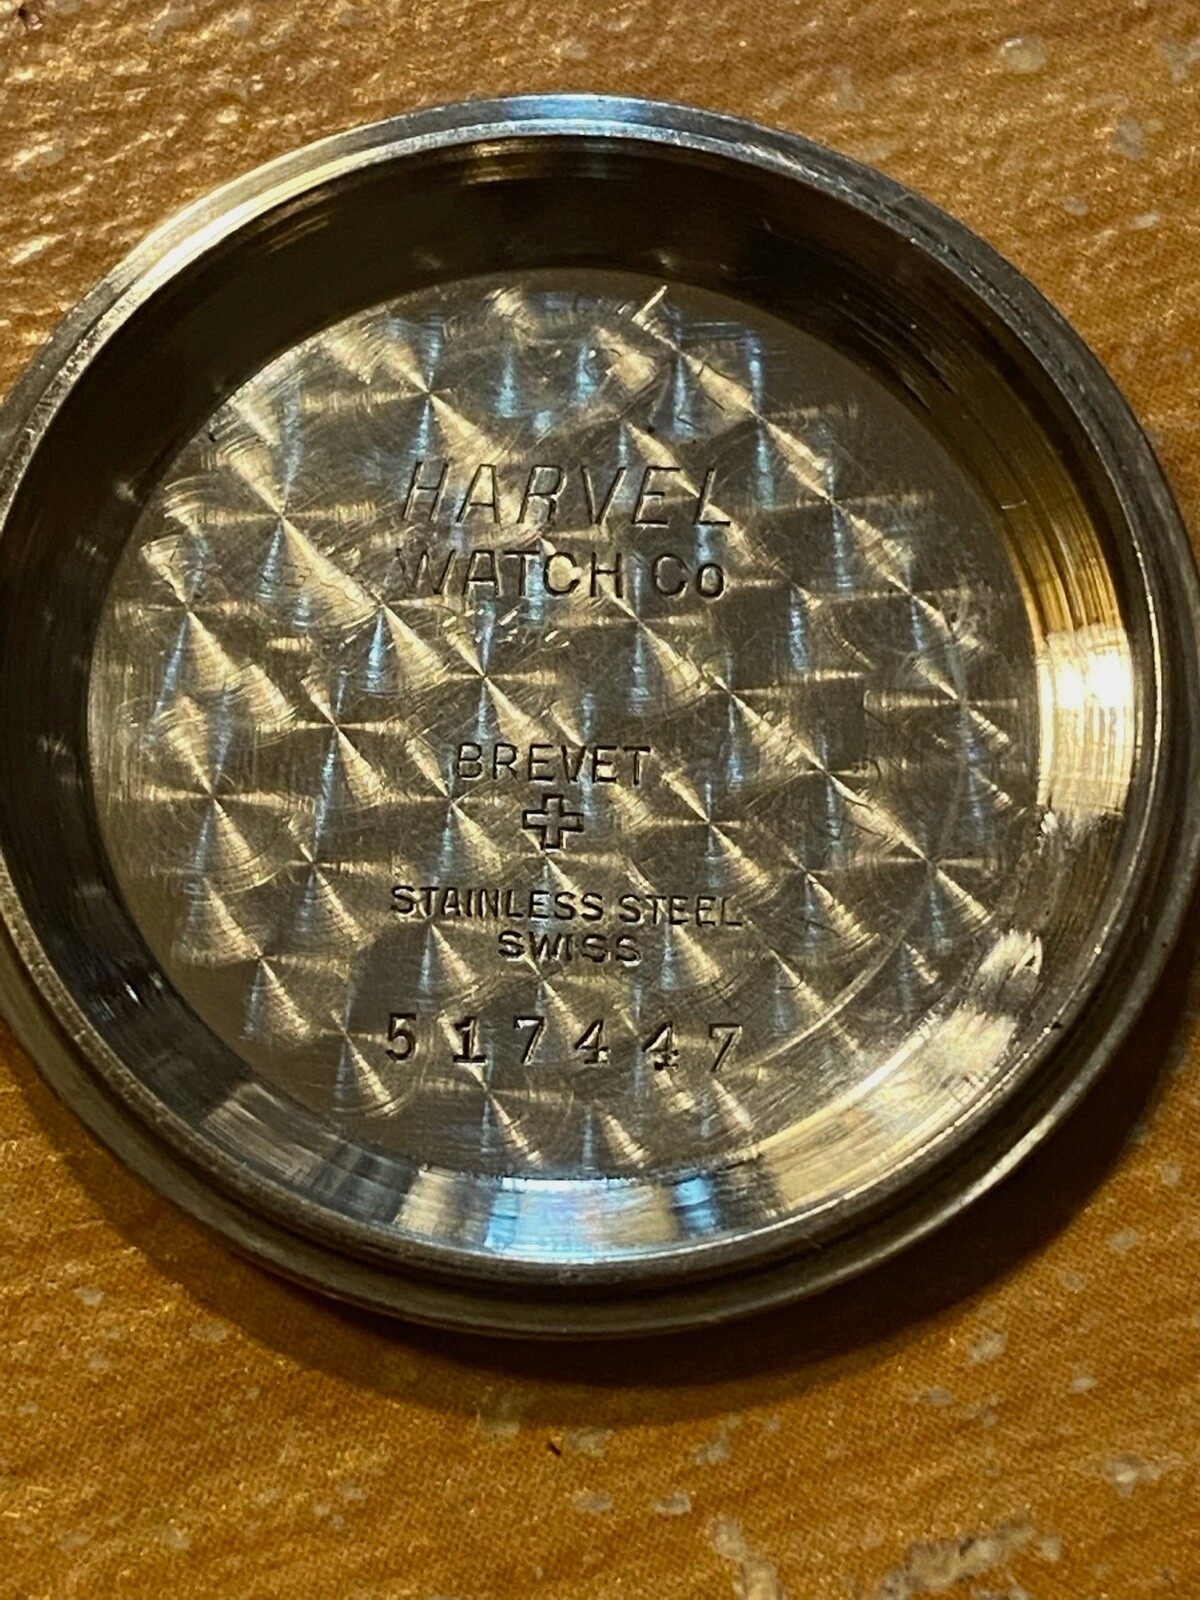 HARVEL
WATCH Co
BREVET
STAINLESS STEEL
SWISS
517447